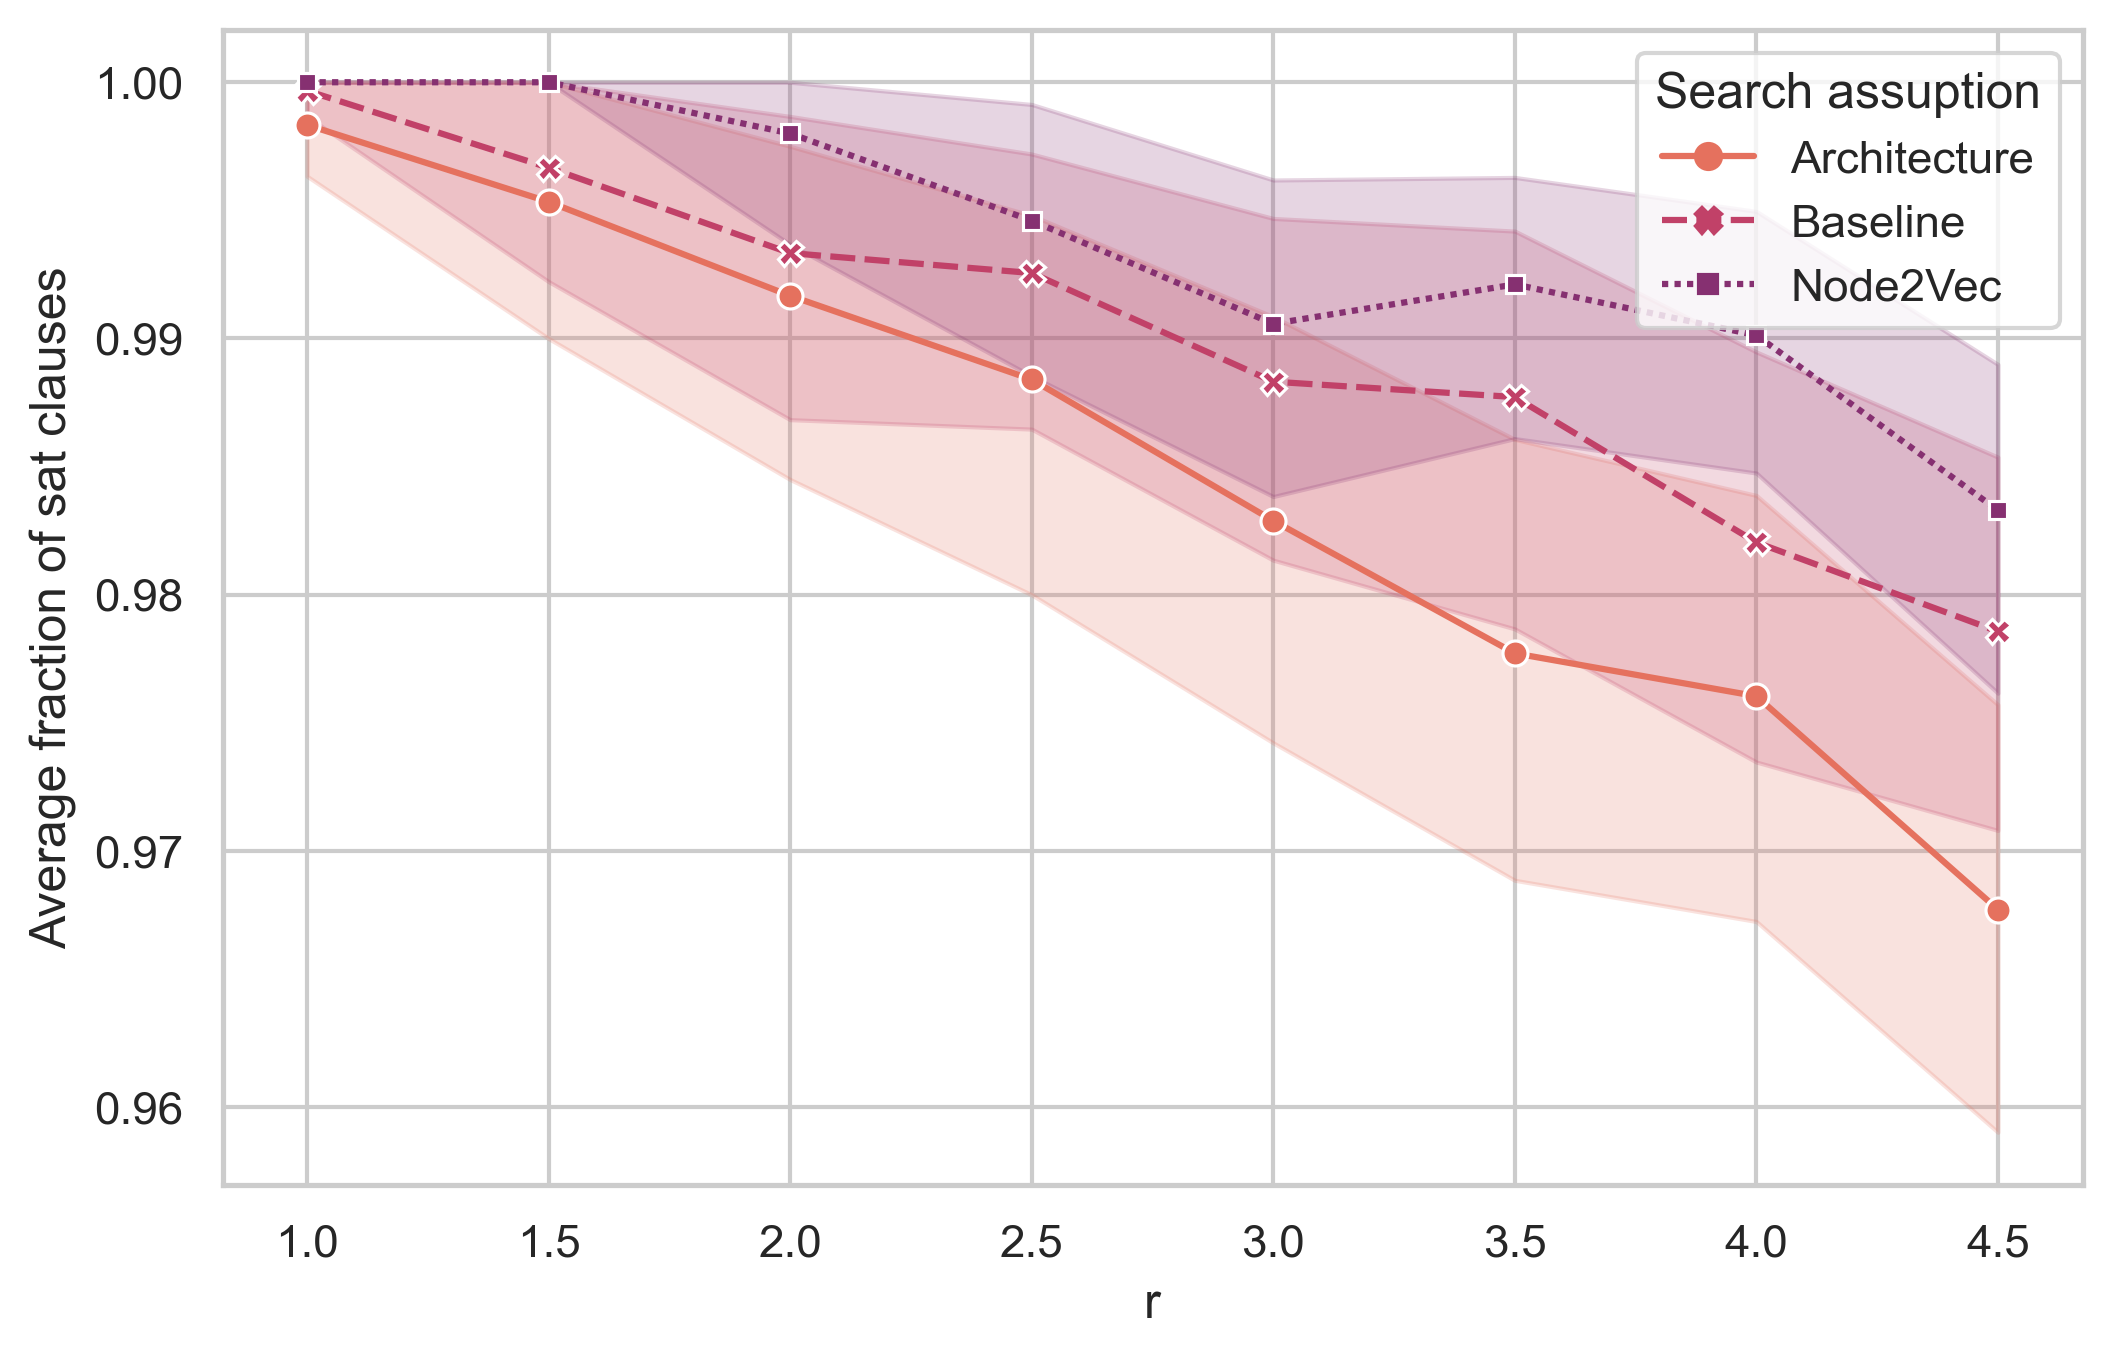 Average fraction of sat clauses
1.00
0.99
0.98
0.97
0.96
Search assuption
Architecture
Baseline
Node2Vec
1.0 1.5 2.0 2.5 3.0 3.5 4.0 4.5
r